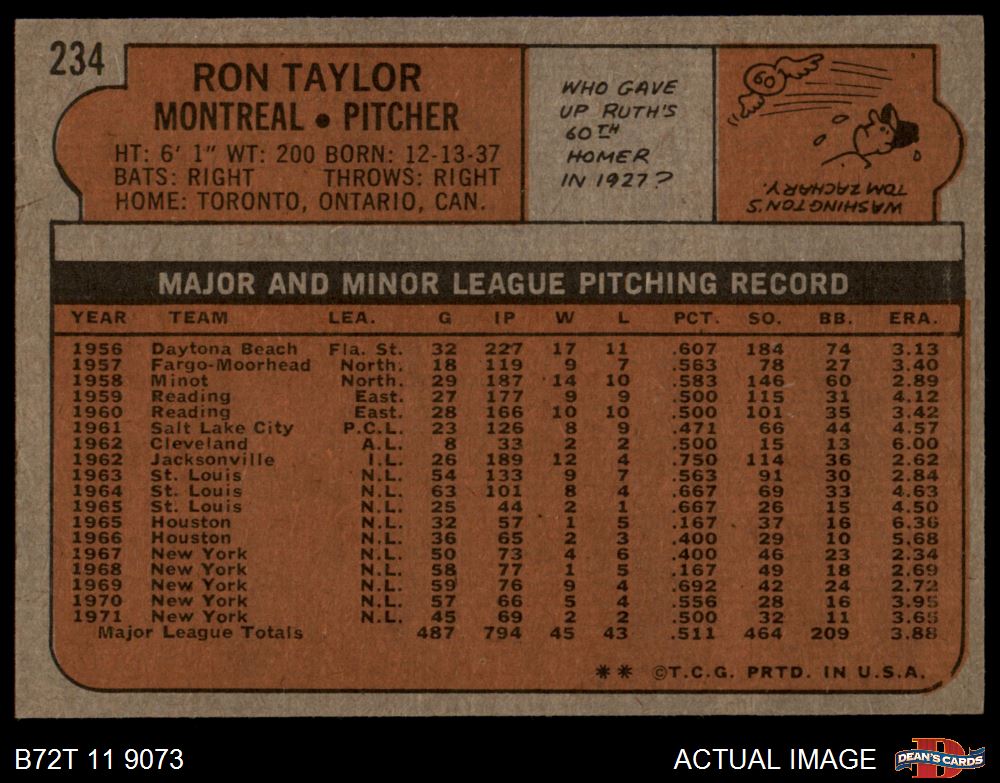 234
RON TAYLOR
MONTREAL • PITCHER
HT: 6' 1" WT: 200 BORN: 12-13-37
BATS: RIGHT THROWS: RIGHT
HOME: TORONTO, ONTARIO, CAN.
WHO GAVE
UP RUTH'S
60TH
HOMER
IN 1927?
60
WASHINGTON'S
TOM ZACHARY.
MAJOR AND MINOR LEAGUE PITCHING RECORD
YEAR TEAM LEA. G IP W L PCT. SO. BB. ERA.
1956 Daytona Beach Fla. St. 32 227 17 11 .607 184 74 3.13
1957 Fargo-Moorhead North. 18 119 9 7 .563 78 27 3.40
1958 Minot North. 29 187 14 10 .583 146 60 2.89
1959 Reading East. 27 177 9 9 .500 115 31 4.12
1960 Reading East. 28 166 10 10 .500 101 35 3.42
1961 Salt Lake City P.C.L. 23 126 8 9 .471 66 44 4.57
1962 Cleveland A.L. 8 33 2 2 .500 15 13 6.00
1962 Jacksonville I.L. 26 189 12 4 .750 114 36 2.62
1963 St. Louis N.L. 54 133 9 7 .563 91 30 2.84
1964 St. Louis N.L. 63 101 8 4 .667 69 33 4.63
1965 St. Louis N.L. 25 44 2 1 .667 26 15 4.50
1965 Houston N.L. 32 57 1 5 .167 37 16 6.36
1966 Houston N.L. 36 65 2 3 .400 29 10 5.68
1967 New York N.L. 50 73 4 6 .400 46 23 2.34
1968 New York N.L. 58 77 1 5 .167 49 18 2.69
1969 New York N.L. 59 76 9 4 .692 42 24 2.72
1970 New York N.L. 57 66 5 4 .556 28 16 3.95
1971 New York N.L. 45 69 2 2 .500 32 11 3.65
Major League Totals 487 794 45 43 .511 464 209 3.88
** ©T.C.G. PRTD. IN U.S.A.
B72T 11 9073
ACTUAL IMAGE
D
DEAN'S CARDS